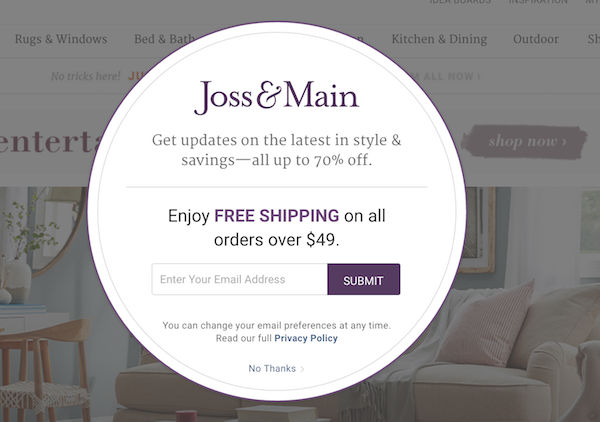 IDEA BOARDS INSPIRATION
Rugs & Windows Bed & Bath Kitchen & Dining Outdoor
No tricks here! ALL NOW ›
shop now ›
Joss&Main
Get updates on the latest in style &
savings—all up to 70% off.
Enjoy FREE SHIPPING on all
orders over $49.
Enter Your Email Address SUBMIT
You can change your email preferences at any time.
Read our full Privacy Policy
No Thanks ›